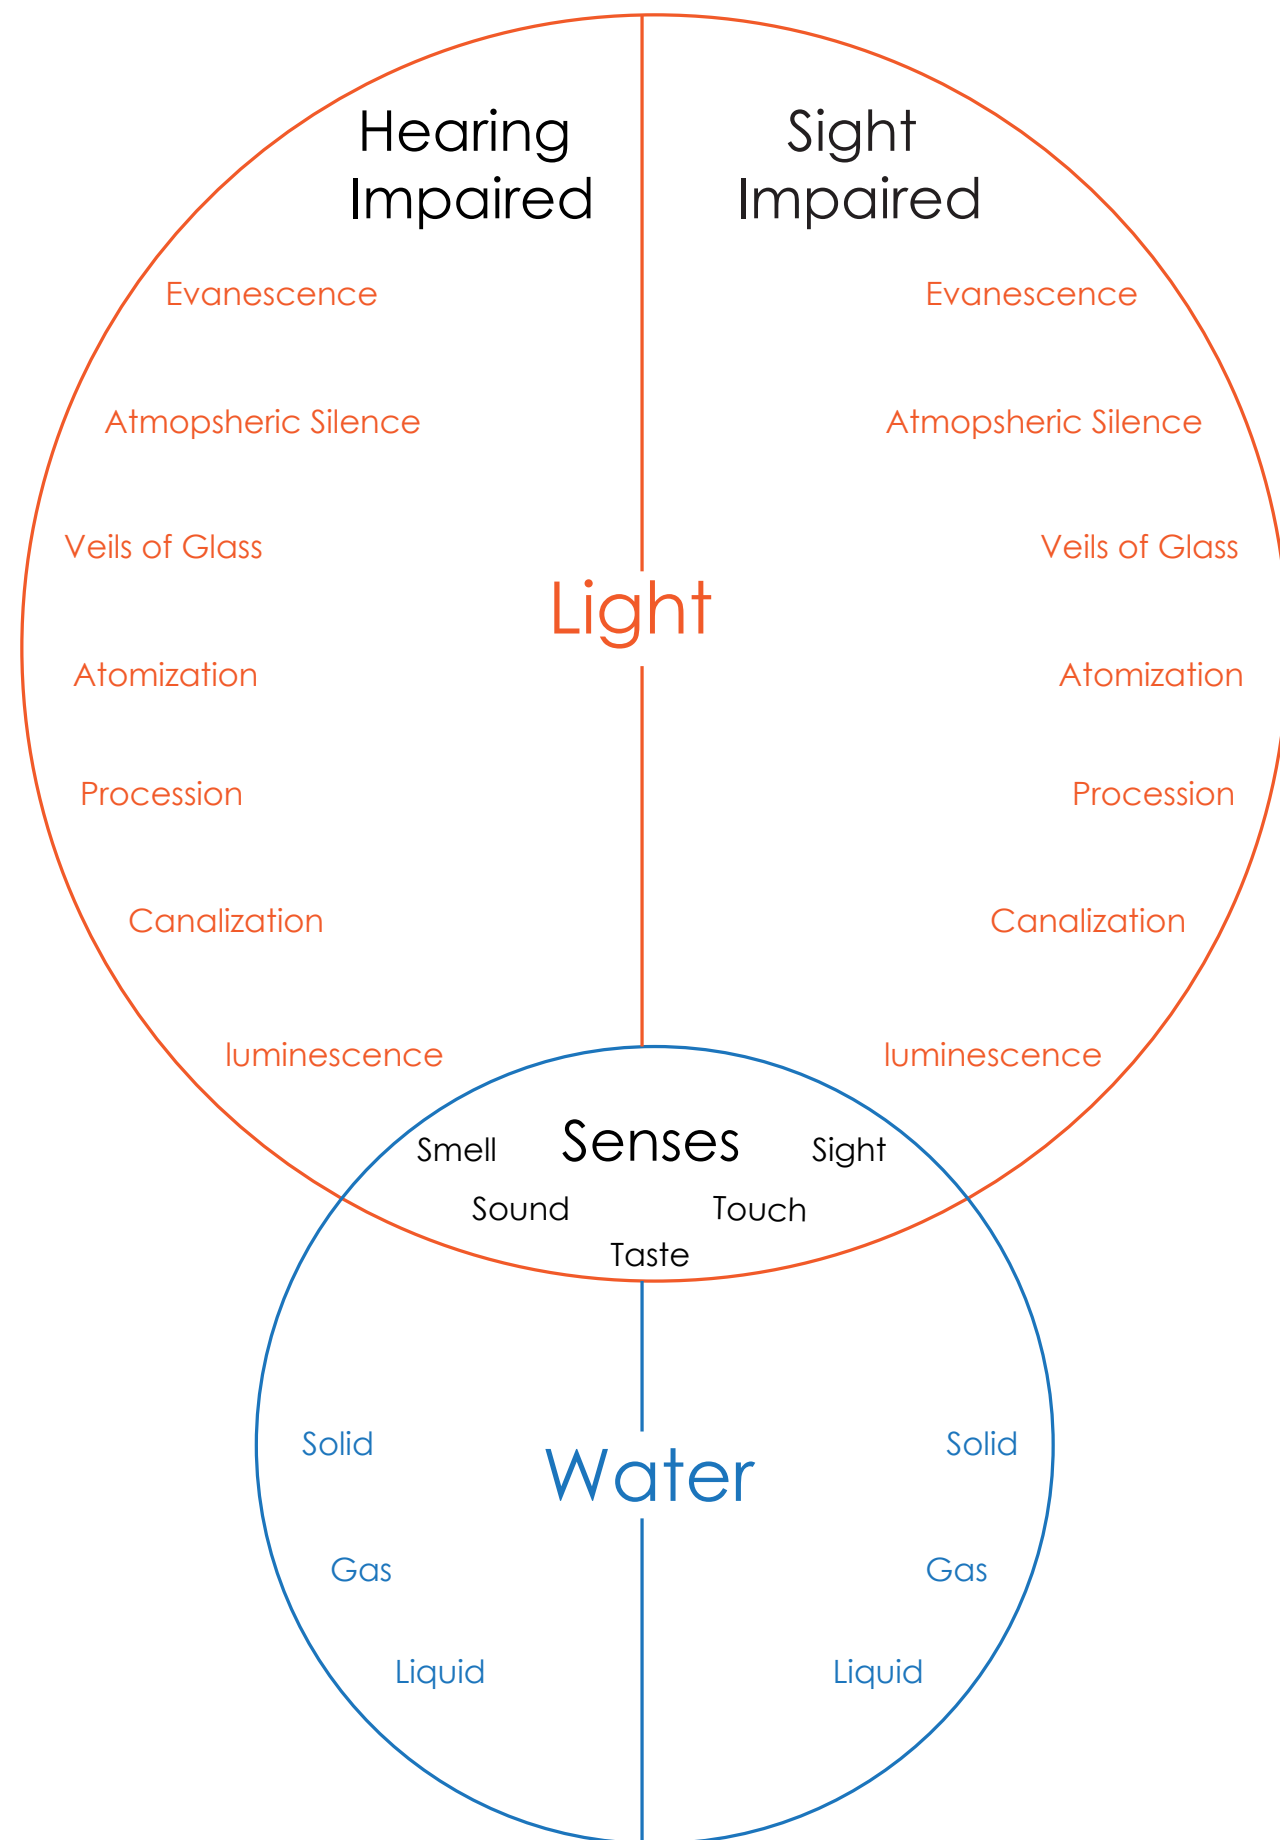 Hearing
Impaired
Sight
Impaired
Evanescence
Evanescence
Atmopsheric Silence
Atmopsheric Silence
Veils of Glass
Veils of Glass
Light
Atomization
Atomization
Procession
Procession
Canalization
Canalization
luminescence
luminescence
Smell
Senses
Sight
Sound
Touch
Taste
Solid
Solid
Water
Gas
Gas
Liquid
Liquid